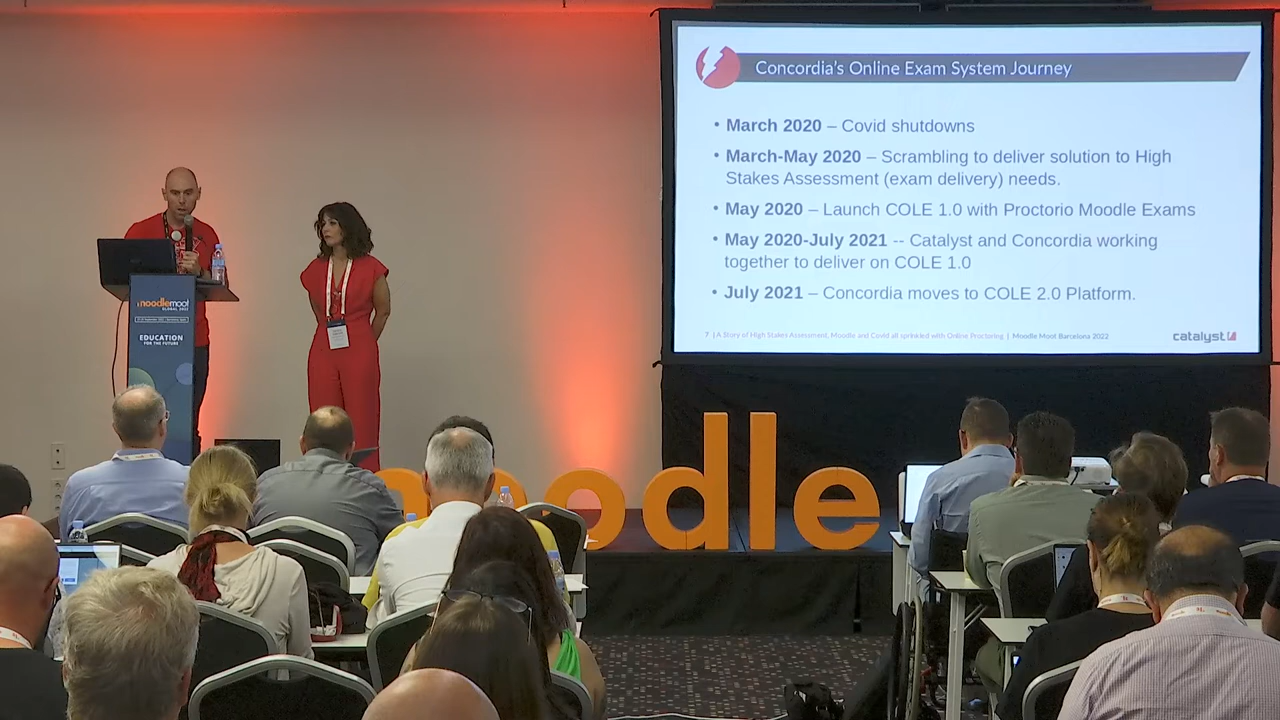 Concordia's Online Exam System Journey
• March 2020 – Covid shutdowns
• March-May 2020 – Scrambling to deliver solution to High
Stakes Assessment (exam delivery) needs.
• May 2020 – Launch COLE 1.0 with Proctorio Moodle Exams
• May 2020-July 2021 -- Catalyst and Concordia working
together to deliver on COLE 1.0
• July 2021 – Concordia moves to COLE 2.0 Platform.
7 | A Story of High Stakes Assessment, Moodle and Covid all sprinkled with Online Proctoring | Moodle Moot Barcelona 2022
catalyst
moodlemoot
GLOBAL 2022
EDUCATION
FOR THE FUTURE
moodle